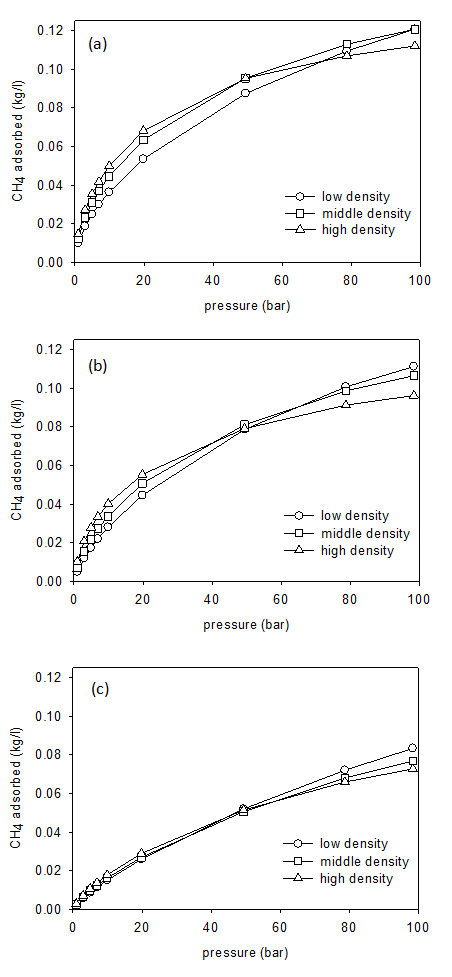 (a)
CH4 adsorbed (kg/l)
0.12
0.10
0.08
0.06
0.04
0.02
0.00
low density
middle density
high density
0 20 40 60 80 100
pressure (bar)
(b)
CH4 adsorbed (kg/l)
0.12
0.10
0.08
0.06
0.04
0.02
0.00
low density
middle density
high density
0 20 40 60 80 100
pressure (bar)
(c)
CH4 adsorbed (kg/l)
0.12
0.10
0.08
0.06
0.04
0.02
0.00
low density
middle density
high density
0 20 40 60 80 100
pressure (bar)